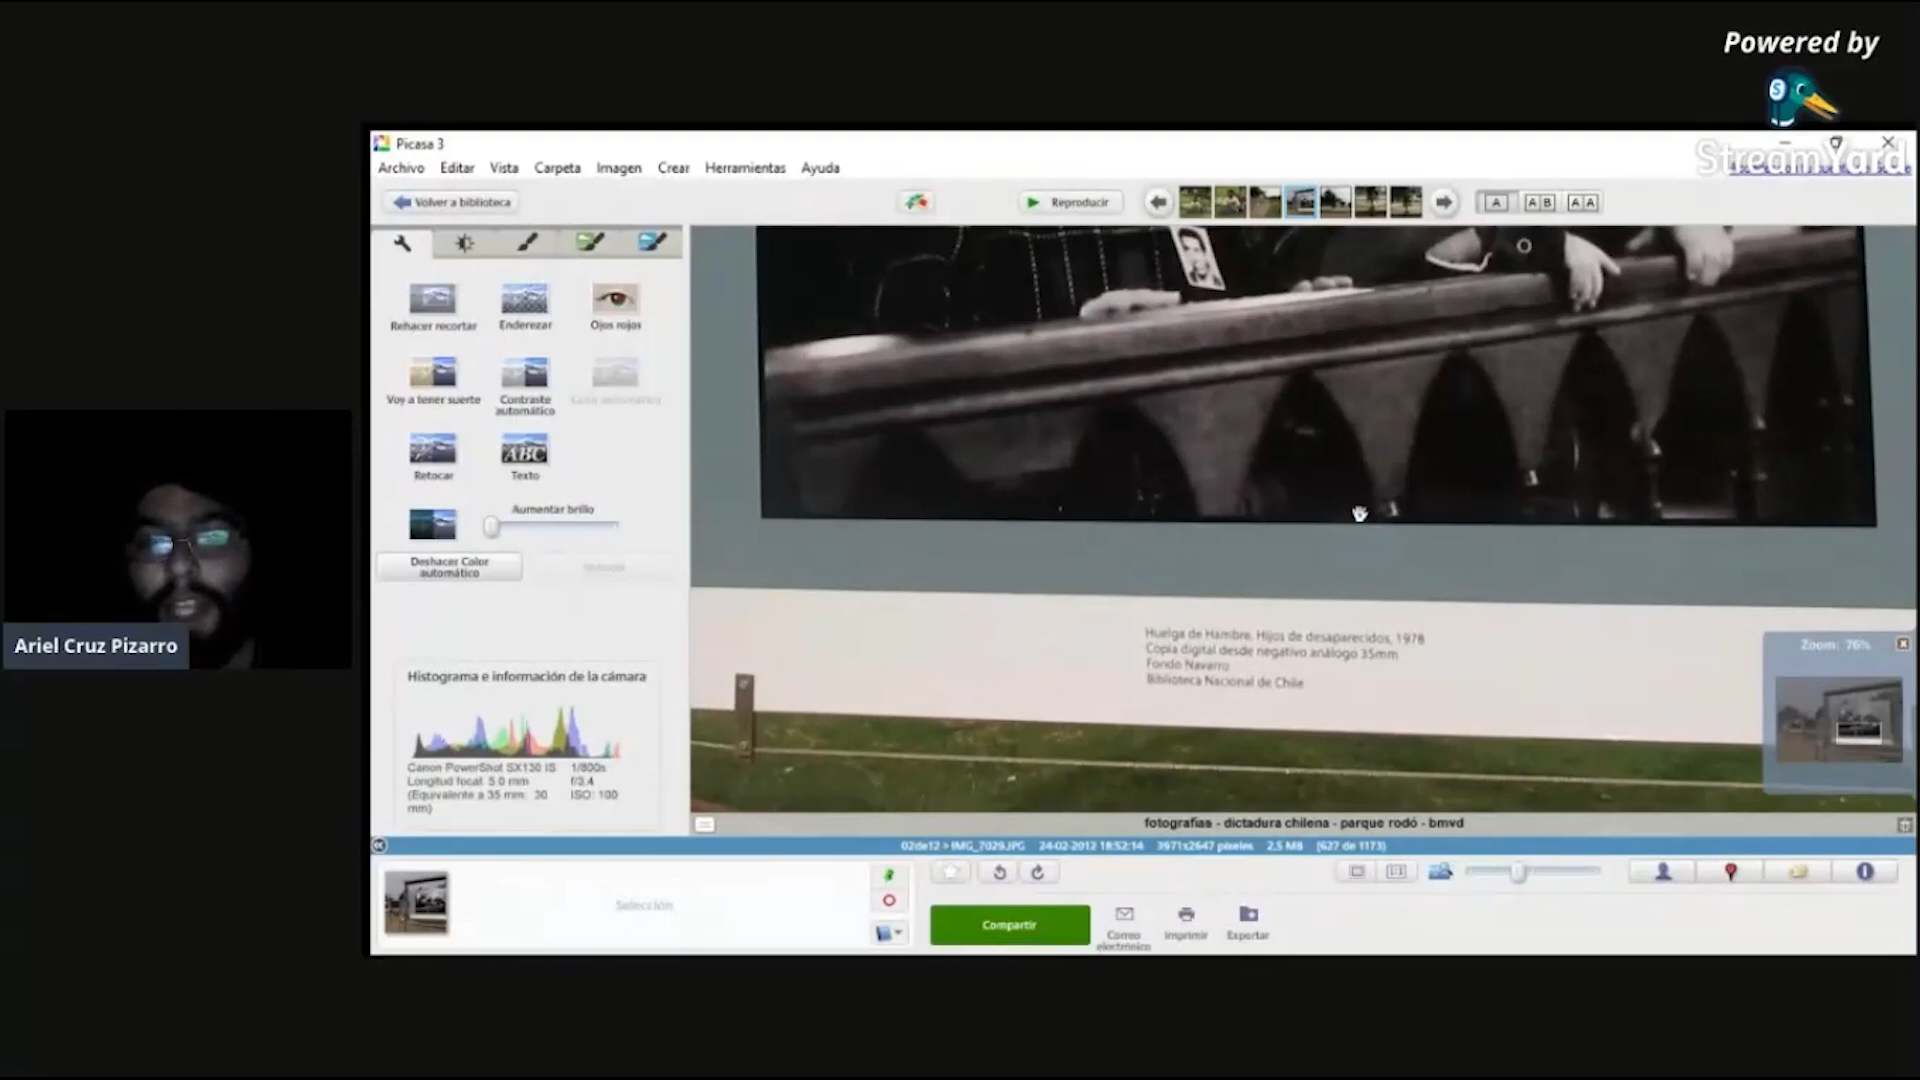 Powered by
StreamYard
Picasa 3
Archivo Editar Vista Carpeta Imagen Crear Herramientas Ayuda
Volver a biblioteca
Reproducir
A
A B
A A
Rehacer recortar
Enderezar
Ojos rojos
Voy a tener suerte
Contraste
automático
Color automático
Retocar
ABC
Texto
Aumentar brillo
Deshacer Color
automático
Histograma e información de la cámara
Canon PowerShot SX130 IS 1/800s
Longitud focal: 5.0 mm f/3.4
(Equivalente a 35 mm: 30 ISO: 100
mm)
Ariel Cruz Pizarro
Huelga de Hambre. Hijos de desaparecidos, 1978
Copia digital desde negativo análogo 35mm
Fondo Navarro
Biblioteca Nacional de Chile
Zoom: 76%
fotografías - dictadura chilena - parque rodó - bmvd
02de12 > IMG_7029.JPG 24-02-2012 18:52:14 3971x2647 píxeles 2.5 MB (627 de 1173)
Selección
Compartir
Correo
electrónico
Imprimir
Exportar